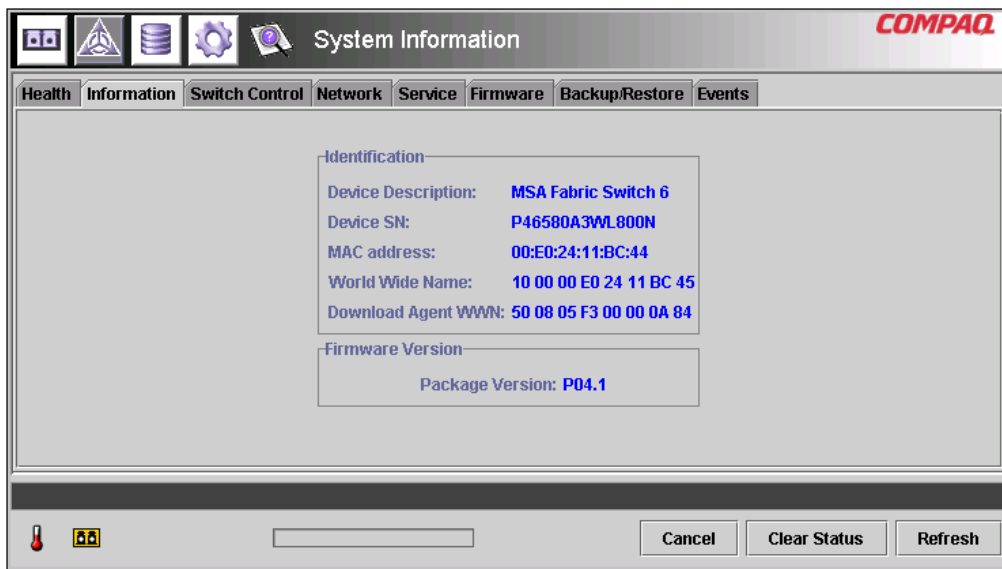 System Information
COMPAQ
Health Information Switch Control Network Service Firmware Backup/Restore Events
Identification
Device Description: MSA Fabric Switch 6
Device SN: P46580A3WL800N
MAC address: 00:E0:24:11:BC:44
World Wide Name: 10 00 00 E0 24 11 BC 45
Download Agent WWN: 50 08 05 F3 00 00 0A 84
Firmware Version
Package Version: P04.1
Cancel Clear Status Refresh